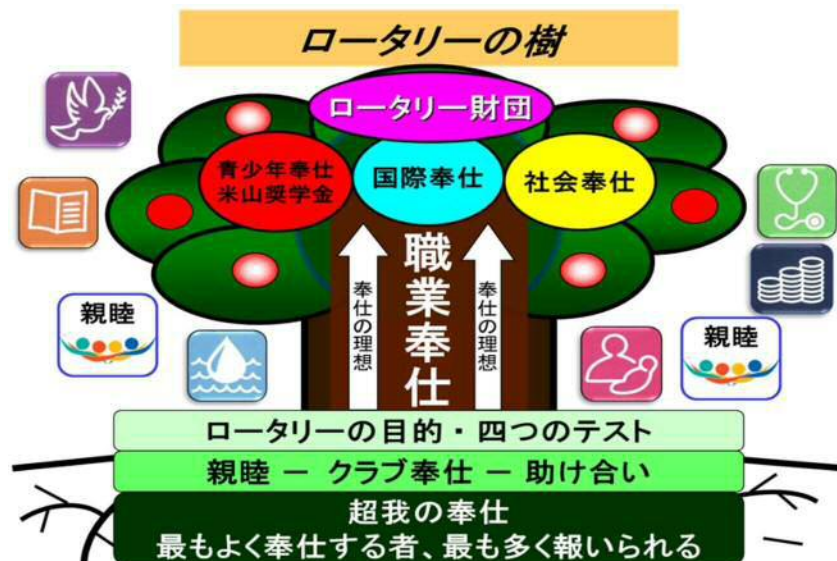 ロータリーの樹
ロータリー財団
青少年奉仕
米山奨学金
国際奉仕
社会奉仕
職業奉仕
奉仕の理想
奉仕の理想
親睦
親睦
ロータリーの目的・四つのテスト
親睦 － クラブ奉仕 － 助け合い
超我の奉仕
最もよく奉仕する者、最も多く報いられる